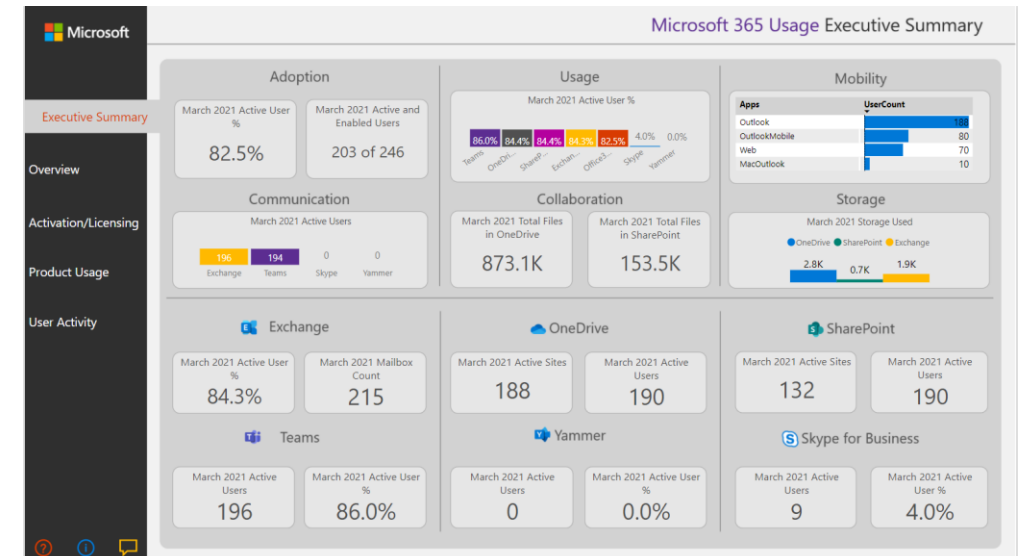 Microsoft
Microsoft 365 Usage Executive Summary
Executive Summary
Overview
Activation/Licensing
Product Usage
User Activity
Adoption
March 2021 Active User
%
82.5%
March 2021 Active and
Enabled Users
203 of 246
Usage
March 2021 Active User %
86.0% 84.4% 84.4% 84.3% 82.5% 4.0% 0.0%
Teams OneDri... ShareP... Exchan... OfficeS... Skype Yammer
Mobility
Apps UserCount
Outlook 188
OutlookMobile 80
Web 70
MacOutlook 10
Communication
March 2021 Active Users
196 194 0 0
Exchange Teams Skype Yammer
Collaboration
March 2021 Total Files
in OneDrive
873.1K
March 2021 Total Files
in SharePoint
153.5K
Storage
March 2021 Storage Used
OneDrive SharePoint Exchange
2.8K 0.7K 1.9K
Exchange
March 2021 Active User
%
84.3%
March 2021 Mailbox
Count
215
OneDrive
March 2021 Active Sites
188
March 2021 Active
Users
190
SharePoint
March 2021 Active Sites
132
March 2021 Active
Users
190
Teams
March 2021 Active
Users
196
March 2021 Active User
%
86.0%
Yammer
March 2021 Active
Users
0
March 2021 Active User
%
0.0%
Skype for Business
March 2021 Active
Users
9
March 2021 Active
User %
4.0%